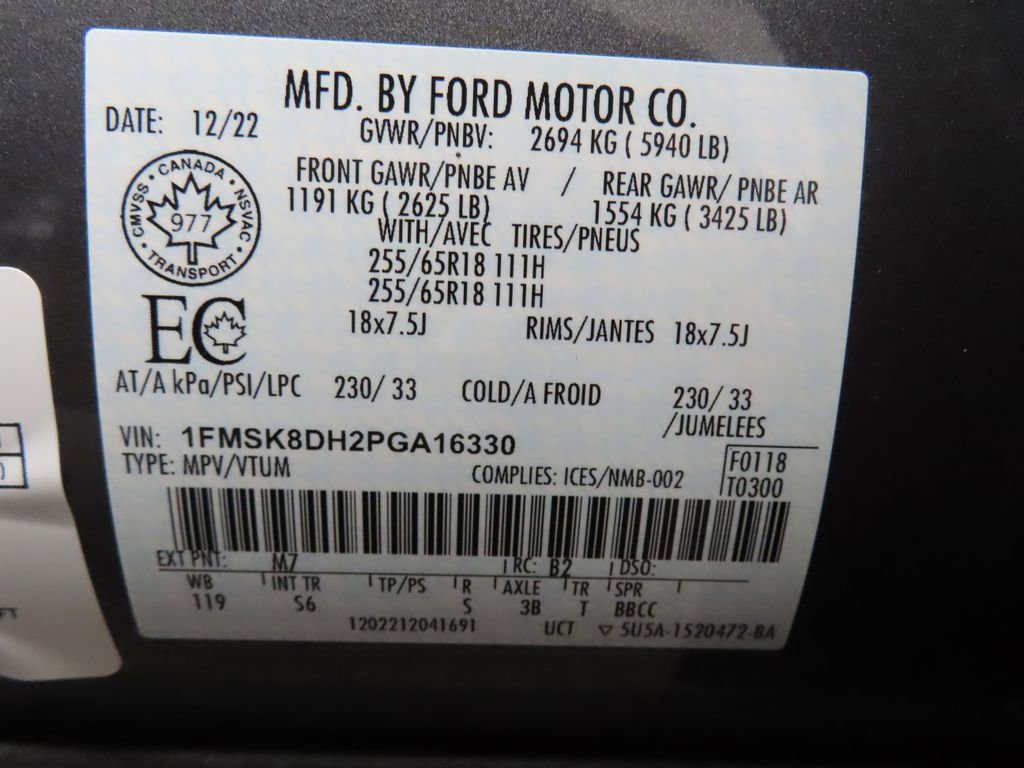 MFD. BY FORD MOTOR CO.
DATE: 12/22
GVWR/PNBV: 2694 KG ( 5940 LB)
FRONT GAWR/PNBE AV / REAR GAWR/ PNBE AR
1191 KG ( 2625 LB) 1554 KG ( 3425 LB)
WITH/AVEC TIRES/PNEUS
255/65R18 111H
255/65R18 111H
18x7.5J RIMS/JANTES 18x7.5J
CANADA
CMVSS NSVAC
977
TRANSPORT
EC
AT/A kPa/PSI/LPC 230/ 33 COLD/A FROID 230/ 33
/JUMELEES
VIN: 1FMSK8DH2PGA16330
TYPE: MPV/VTUM
COMPLIES: ICES/NMB-002
F0118
T0300
EXT PNT: M7 RC: B2 DSO:
WB INT TR TP/PS R AXLE TR SPR
119 S6 S 3B T BBCC
1202212041691 UCT ▽ 5U5A-1520472-BA
FT